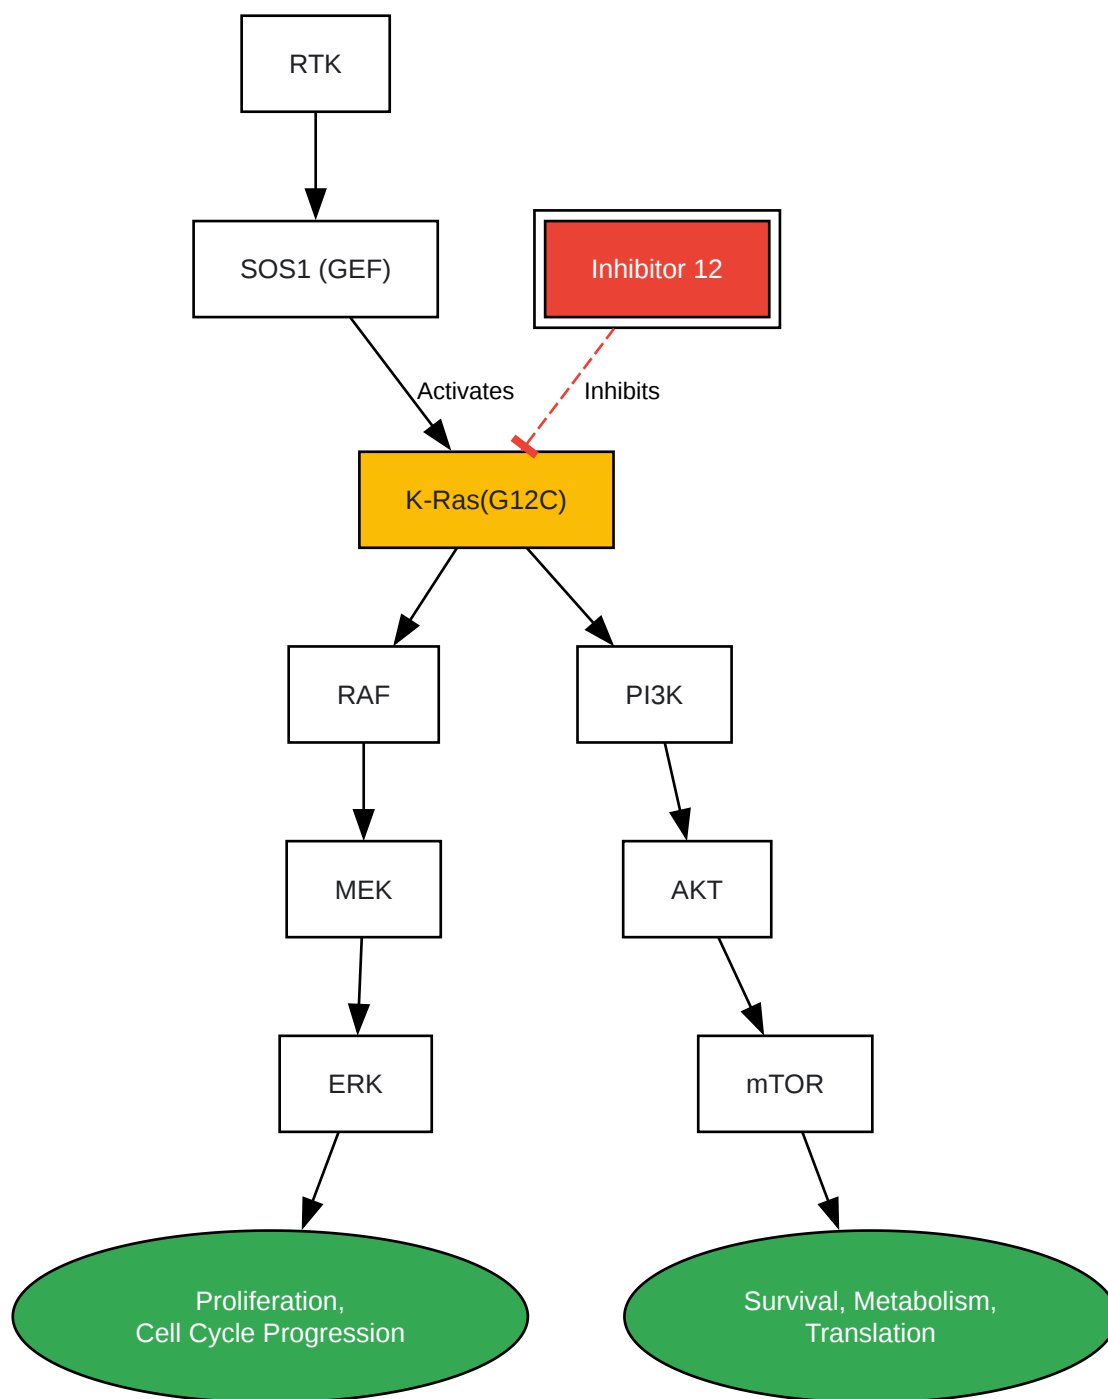 RTK
SOS1 (GEF)
Inhibitor 12
Activates
Inhibits
K-Ras(G12C)
RAF
PI3K
MEK
AKT
ERK
mTOR
Proliferation,
Cell Cycle Progression
Survival, Metabolism,
Translation